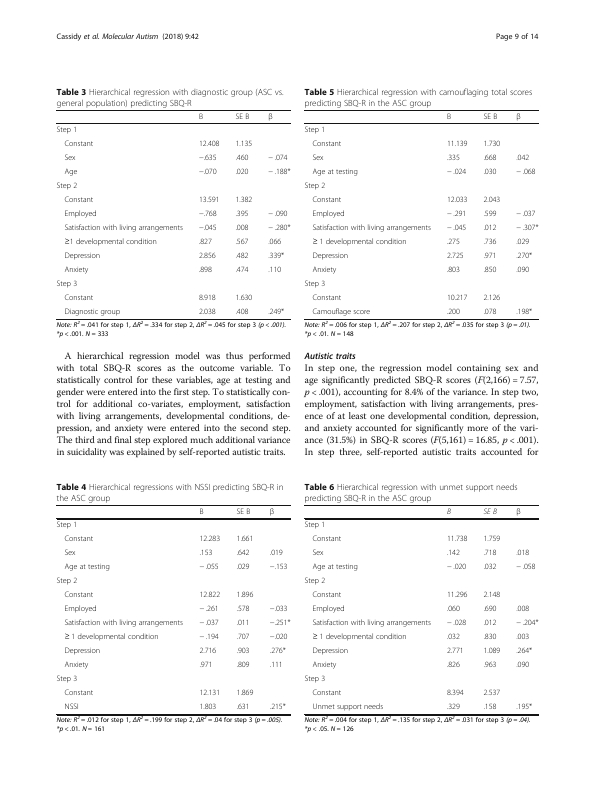 Cassidy et al. Molecular Autism (2018) 9:42
Page 9 of 14
Table 3 Hierarchical regression with diagnostic group (ASC vs.
general population) predicting SBQ-R
B SE B β
Step 1
Constant 12.408 1.135
Sex −.635 .460 −.074
Age −.070 .020 −.188*
Step 2
Constant 13.591 1.382
Employed −.768 .395 −.090
Satisfaction with living arrangements −.045 .008 −.280*
≥1 developmental condition .827 .567 .066
Depression 2.856 .482 .339*
Anxiety .898 .474 .110
Step 3
Constant 8.918 1.630
Diagnostic group 2.038 .408 .249*
Note: R² = .041 for step 1, ΔR² = .334 for step 2, ΔR² = .045 for step 3 (p < .001).
*p < .001. N = 333
A hierarchical regression model was thus performed
with total SBQ-R scores as the outcome variable. To
statistically control for these variables, age at testing and
gender were entered into the first step. To statistically con-
trol for additional co-variates, employment, satisfaction
with living arrangements, developmental conditions, de-
pression, and anxiety were entered into the second step.
The third and final step explored much additional variance
in suicidality was explained by self-reported autistic traits.
Table 4 Hierarchical regressions with NSSI predicting SBQ-R in
the ASC group
B SE B β
Step 1
Constant 12.283 1.661
Sex .153 .642 .019
Age at testing −.055 .029 −.153
Step 2
Constant 12.822 1.896
Employed −.261 .578 −.033
Satisfaction with living arrangements −.037 .011 −.251*
≥ 1 developmental condition −.194 .707 −.020
Depression 2.716 .903 .276*
Anxiety .971 .809 .111
Step 3
Constant 12.131 1.869
NSSI 1.803 .631 .215*
Note: R² = .012 for step 1, ΔR² = .199 for step 2, ΔR² = .04 for step 3 (p = .005).
*p < .01. N = 161
Table 5 Hierarchical regression with camouflaging total scores
predicting SBQ-R in the ASC group
B SE B β
Step 1
Constant 11.139 1.730
Sex .335 .668 .042
Age at testing −.024 .030 −.068
Step 2
Constant 12.033 2.043
Employed −.291 .599 −.037
Satisfaction with living arrangements −.045 .012 −.307*
≥ 1 developmental condition .275 .736 .029
Depression 2.725 .971 .270*
Anxiety .803 .850 .090
Step 3
Constant 10.217 2.126
Camouflage score .200 .078 .198*
Note: R² = .006 for step 1, ΔR² = .207 for step 2, ΔR² = .035 for step 3 (p = .01).
*p < .01. N = 148
Autistic traits
In step one, the regression model containing sex and
age significantly predicted SBQ-R scores (F(2,166) = 7.57,
p < .001), accounting for 8.4% of the variance. In step two,
employment, satisfaction with living arrangements, pres-
ence of at least one developmental condition, depression,
and anxiety accounted for significantly more of the vari-
ance (31.5%) in SBQ-R scores (F(5,161) = 16.85, p < .001).
In step three, self-reported autistic traits accounted for
Table 6 Hierarchical regression with unmet support needs
predicting SBQ-R in the ASC group
B SE B β
Step 1
Constant 11.738 1.759
Sex .142 .718 .018
Age at testing −.020 .032 −.058
Step 2
Constant 11.296 2.148
Employed .060 .690 .008
Satisfaction with living arrangements −.028 .012 −.204*
≥ 1 developmental condition .032 .830 .003
Depression 2.771 1.089 .264*
Anxiety .826 .963 .090
Step 3
Constant 8.394 2.537
Unmet support needs .329 .158 .195*
Note: R² = .004 for step 1, ΔR² = .135 for step 2, ΔR² = .031 for step 3 (p = .04).
*p < .05. N = 126